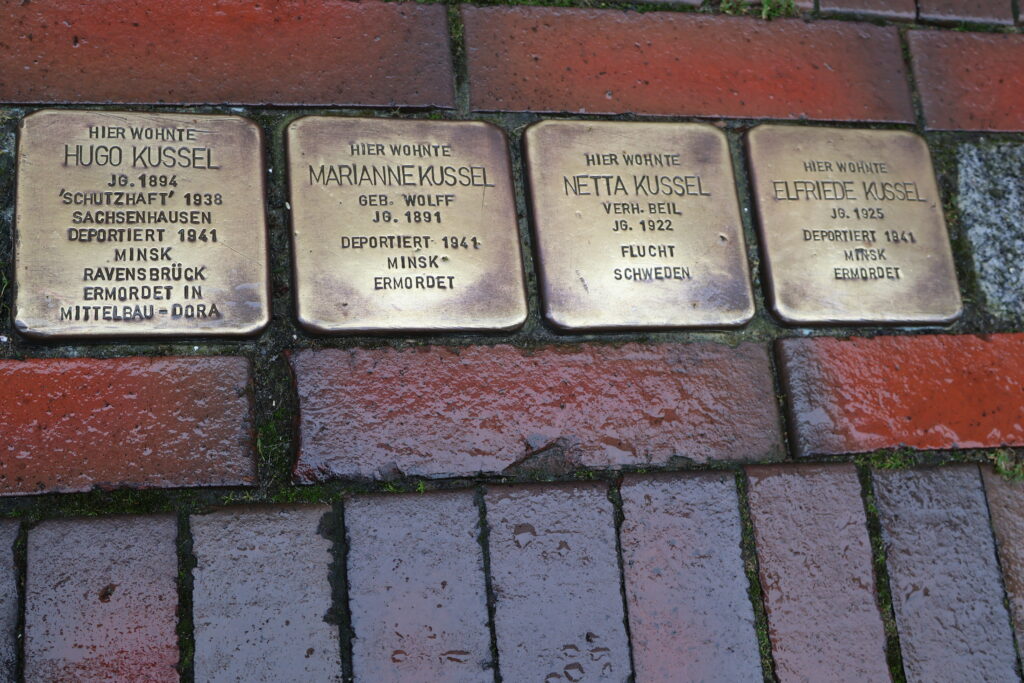 HIER WOHNTE
HUGO KUSSEL
JG. 1894
'SCHUTZHAFT' 1938
SACHSENHAUSEN
DEPORTIERT 1941
MINSK
RAVENSBRÜCK
ERMORDET IN
MITTELBAU-DORA
HIER WOHNTE
MARIANNE KUSSEL
GEB. WOLFF
JG. 1891
DEPORTIERT 1941
MINSK
ERMORDET
HIER WOHNTE
NETTA KUSSEL
VERH. BEIL
JG. 1922
FLUCHT
SCHWEDEN
HIER WOHNTE
ELFRIEDE KUSSEL
JG. 1925
DEPORTIERT 1941
MINSK
ERMORDET